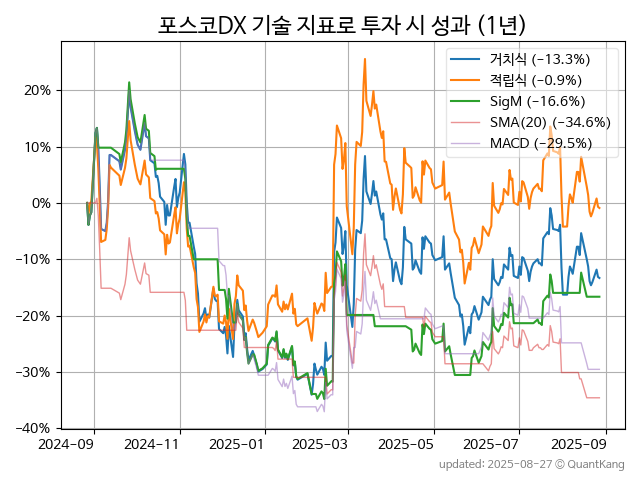 포스코DX 기술 지표로 투자 시 성과 (1년)
거치식 (−13.3%)
적립식 (−0.9%)
SigM (−16.6%)
SMA(20) (−34.6%)
MACD (−29.5%)
20%
10%
0%
−10%
−20%
−30%
−40%
2024-09 2024-11 2025-01 2025-03 2025-05 2025-07 2025-09
updated: 2025-08-27 © QuantKang